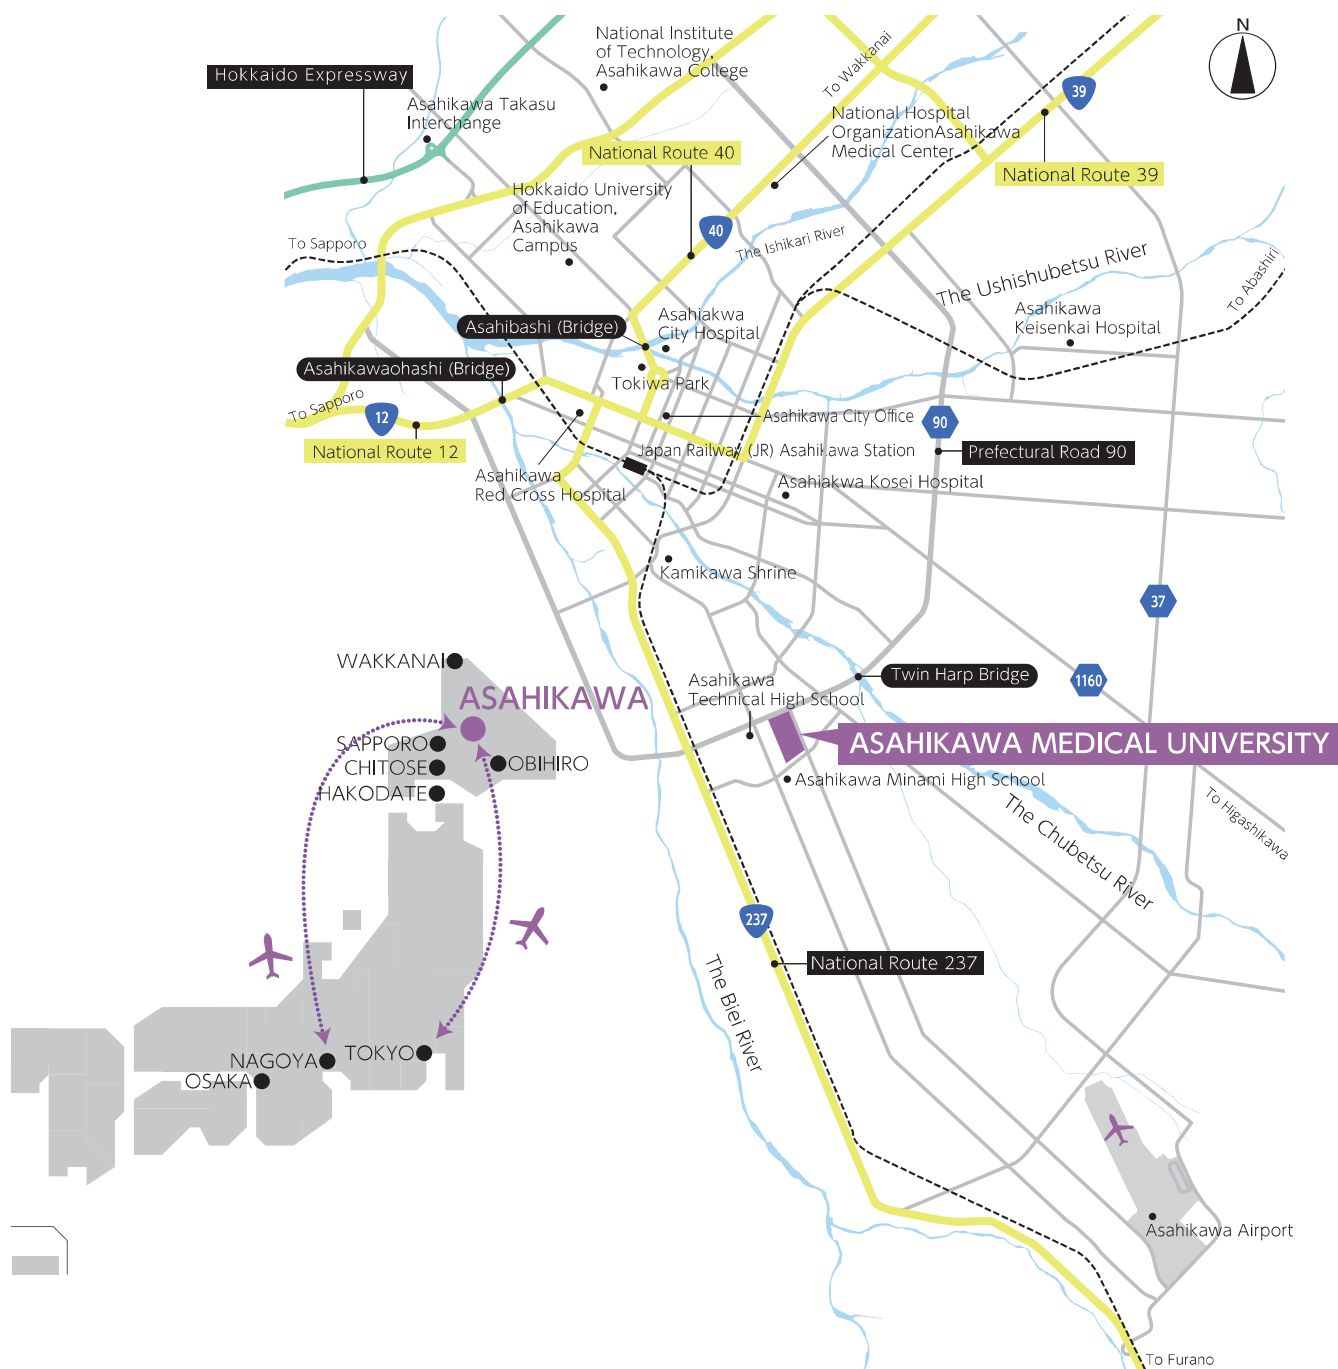 N
National Institute
of Technology,
Asahikawa College
Hokkaido Expressway
Asahikawa Takasu
Interchange
To Wakkanai
39
National Hospital
OrganizationAsahikawa
Medical Center
National Route 40
National Route 39
Hokkaido University
of Education,
Asahikawa
Campus
40
The Ishikari River
To Sapporo
The Ushishubetsu River
To Abashiri
Asahikawa
Keisenkai Hospital
Asahibashi (Bridge)
Asahiakwa
City Hospital
Asahikawaohashi (Bridge)
Tokiwa Park
To Sapporo
12
Asahikawa City Office
90
National Route 12
Japan Railway (JR) Asahikawa Station
Prefectural Road 90
Asahikawa
Red Cross Hospital
Asahiakwa Kosei Hospital
Kamikawa Shrine
37
WAKKANAI
ASAHIKAWA
Asahikawa
Technical High School
Twin Harp Bridge
1160
SAPPORO
CHITOSE
OBIHIRO
HAKODATE
ASAHIKAWA MEDICAL UNIVERSITY
Asahikawa Minami High School
The Chubetsu River
To Higashikawa
237
National Route 237
The Biei River
NAGOYA
TOKYO
OSAKA
Asahikawa Airport
To Furano